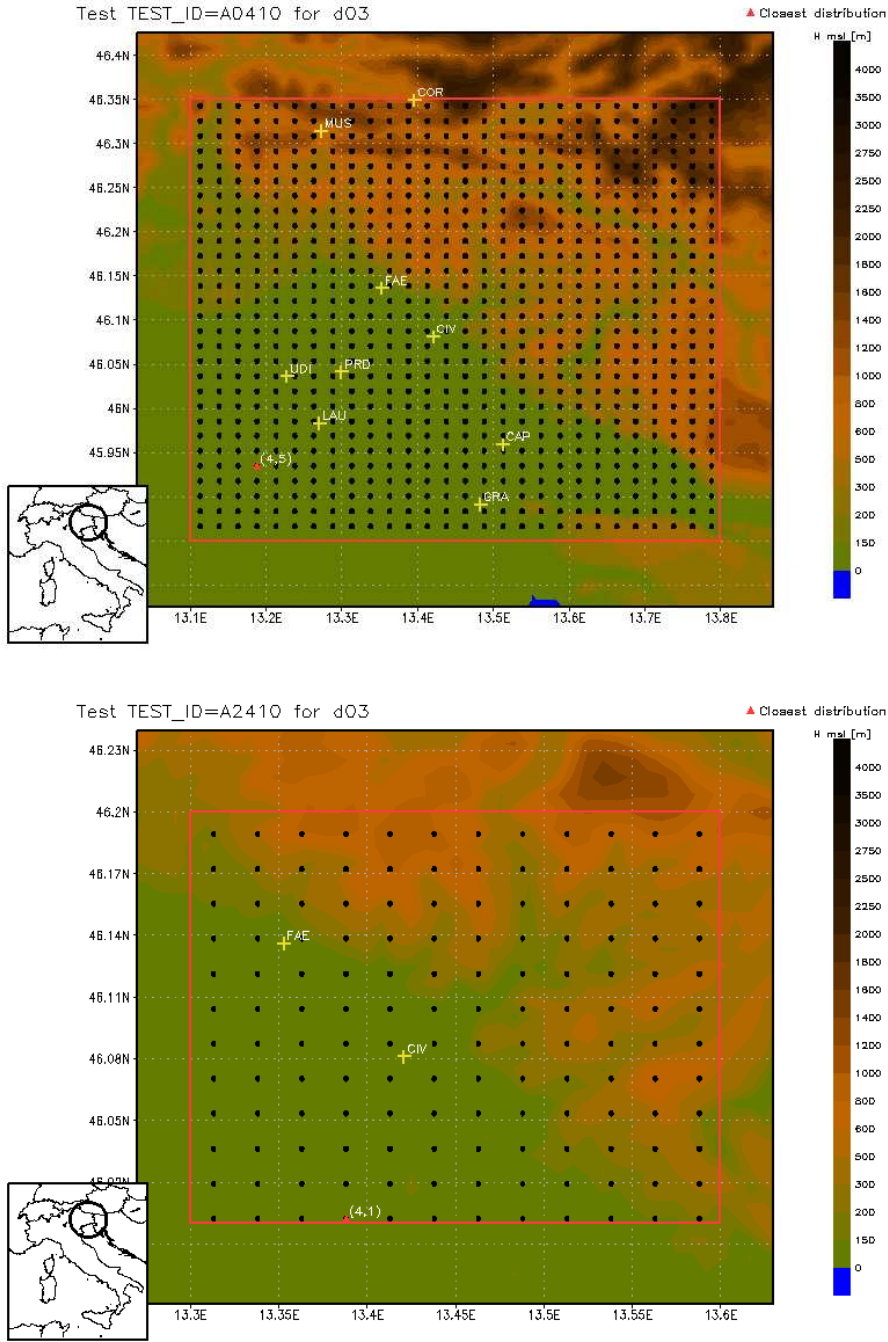 Test TEST_ID=A0410 for d03
Closest distribution
H msl [m]
46.4N
46.35N
46.3N
46.25N
46.2N
46.15N
46.1N
46.05N
46N
45.95N
COR
MUS
FAE
CIV
UDI
PRD
LAU
CAP
(4,5)
GRA
4000
3500
3000
2750
2500
2250
2000
1800
1600
1400
1200
1000
800
600
500
400
300
200
150
0
13.1E 13.2E 13.3E 13.4E 13.5E 13.6E 13.7E 13.8E
Test TEST_ID=A2410 for d03
Closest distribution
H msl [m]
46.23N
46.2N
46.17N
46.14N
46.11N
46.08N
46.05N
46.02N
FAE
CIV
(4,1)
4000
3500
3000
2750
2500
2250
2000
1800
1600
1400
1200
1000
800
600
500
400
300
200
150
0
13.3E 13.35E 13.4E 13.45E 13.5E 13.55E 13.6E